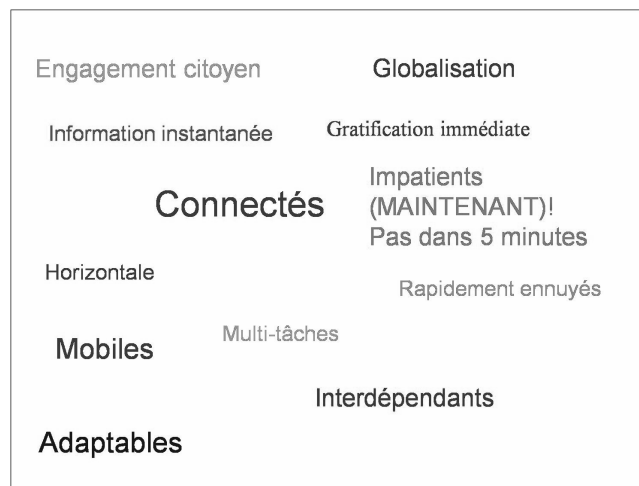 Engagement citoyen
Globalisation
Information instantanée
Gratification immédiate
Connectés
Impatients
(MAINTENANT)!
Pas dans 5 minutes
Horizontale
Rapidement ennuyés
Multi-tâches
Mobiles
Interdépendants
Adaptables